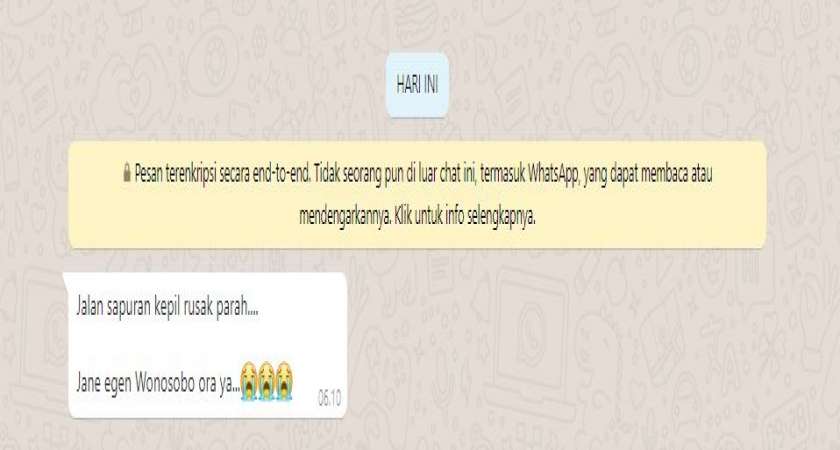 HARI INI
Pesan terenkripsi secara end-to-end. Tidak seorang pun di luar chat ini, termasuk WhatsApp, yang dapat membaca atau
mendengarkannya. Klik untuk info selengkapnya.
Jalan sapuran kepil rusak parah....
Jane egen Wonosobo ora ya...😭😭😭
06.10